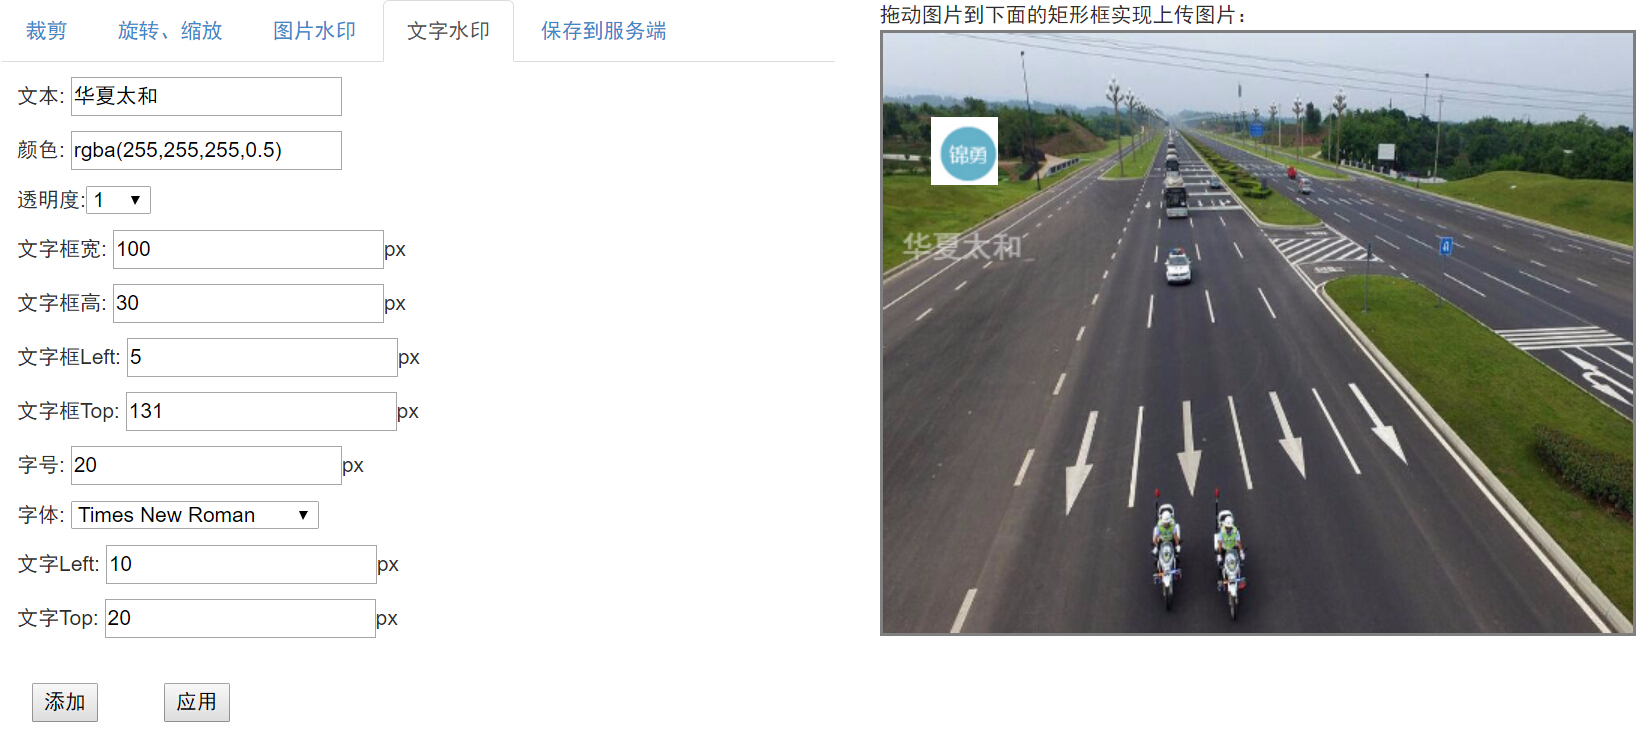 裁剪 旋转、缩放 图片水印 文字水印 保存到服务端
文本: 华夏太和
颜色: rgba(255,255,255,0.5)
透明度: 1
文字框宽: 100 px
文字框高: 30 px
文字框Left: 5 px
文字框Top: 131 px
字号: 20 px
字体: Times New Roman
文字Left: 10 px
文字Top: 20 px
添加 应用
拖动图片到下面的矩形框实现上传图片：
锦勇
华夏太和